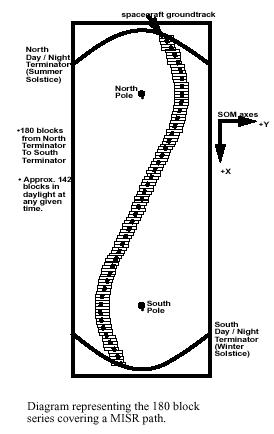 spacecraft groundtrack
North
Day / Night
Terminator
(Summer
Solstice)
North
Pole
SOM axes
+Y
+X
•180 blocks
from North
Terminator
To South
Terminator
• Approx. 142
blocks in
daylight at
any given
time.
South
Pole
South
Day / Night
Terminator
(Winter
Solstice)
Diagram representing the 180 block
series covering a MISR path.